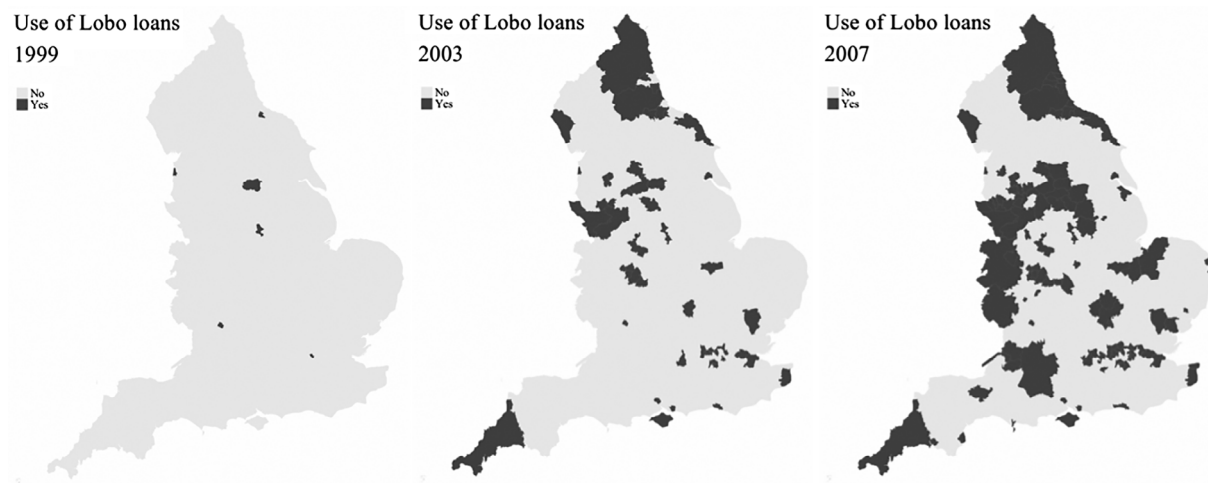 Use of Lobo loans
1999
No
Yes
Use of Lobo loans
2003
No
Yes
Use of Lobo loans
2007
No
Yes